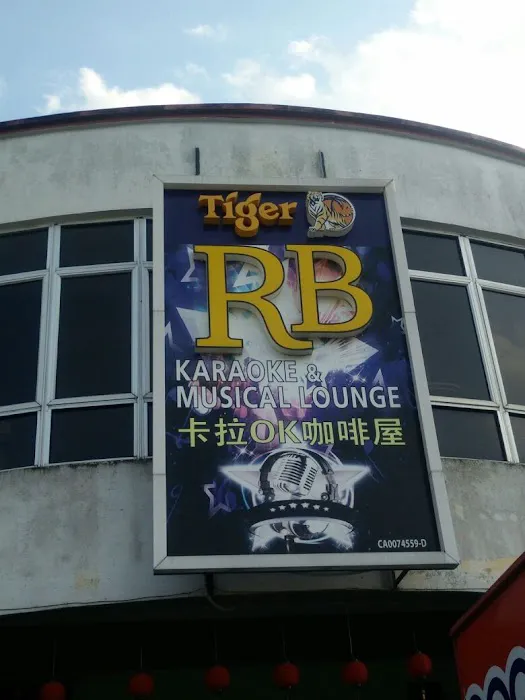 Tiger
RB
KARAOKE &
MUSICAL LOUNGE
卡拉OK咖啡屋
CA0074559-D